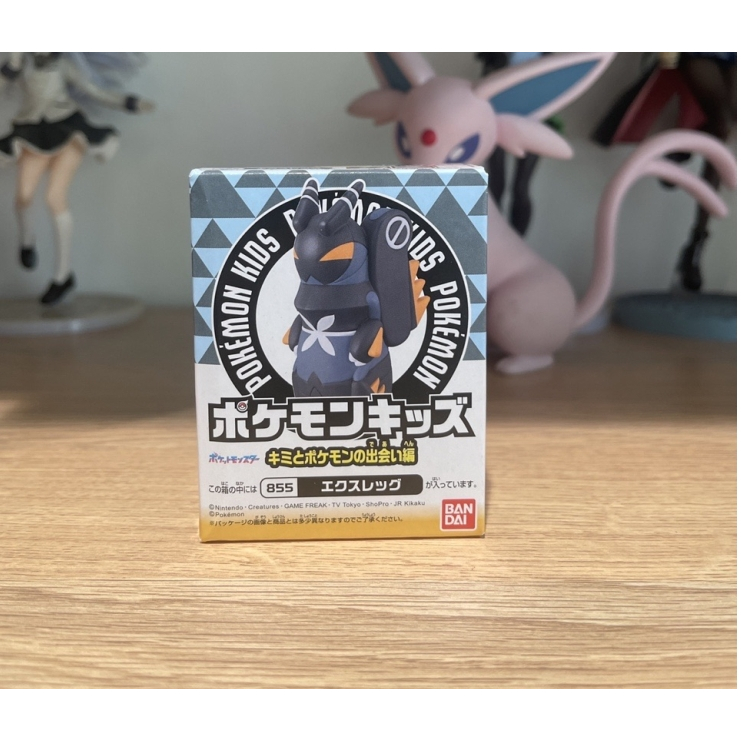 POKÉMON KIDS POKÉMON KIDS POKÉMON
ポケモンキッズ
ポケットモンスター キミとポケモンの出会い編
この箱の中には 855 エクスレッグ が入っています。
©Nintendo・Creatures・GAME FREAK・TV Tokyo・ShoPro・JR Kikaku
©Pokémon
※パッケージの画像と商品とは多少異なりますのでご了承ください。
BAN
DAI